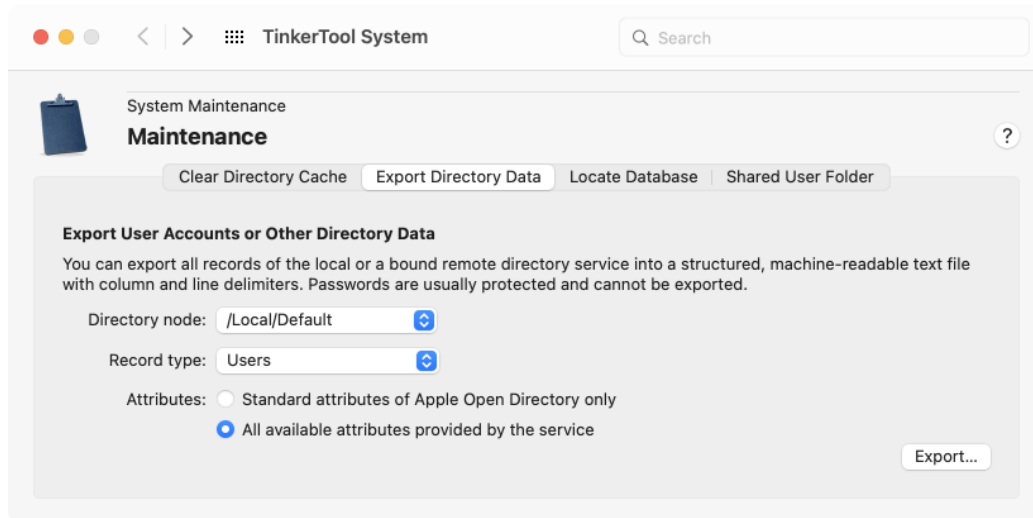 TinkerTool System
Search
System Maintenance
Maintenance
?
Clear Directory Cache Export Directory Data Locate Database Shared User Folder
Export User Accounts or Other Directory Data
You can export all records of the local or a bound remote directory service into a structured, machine-readable text file
with column and line delimiters. Passwords are usually protected and cannot be exported.
Directory node: /Local/Default
Record type: Users
Attributes: Standard attributes of Apple Open Directory only
All available attributes provided by the service
Export...